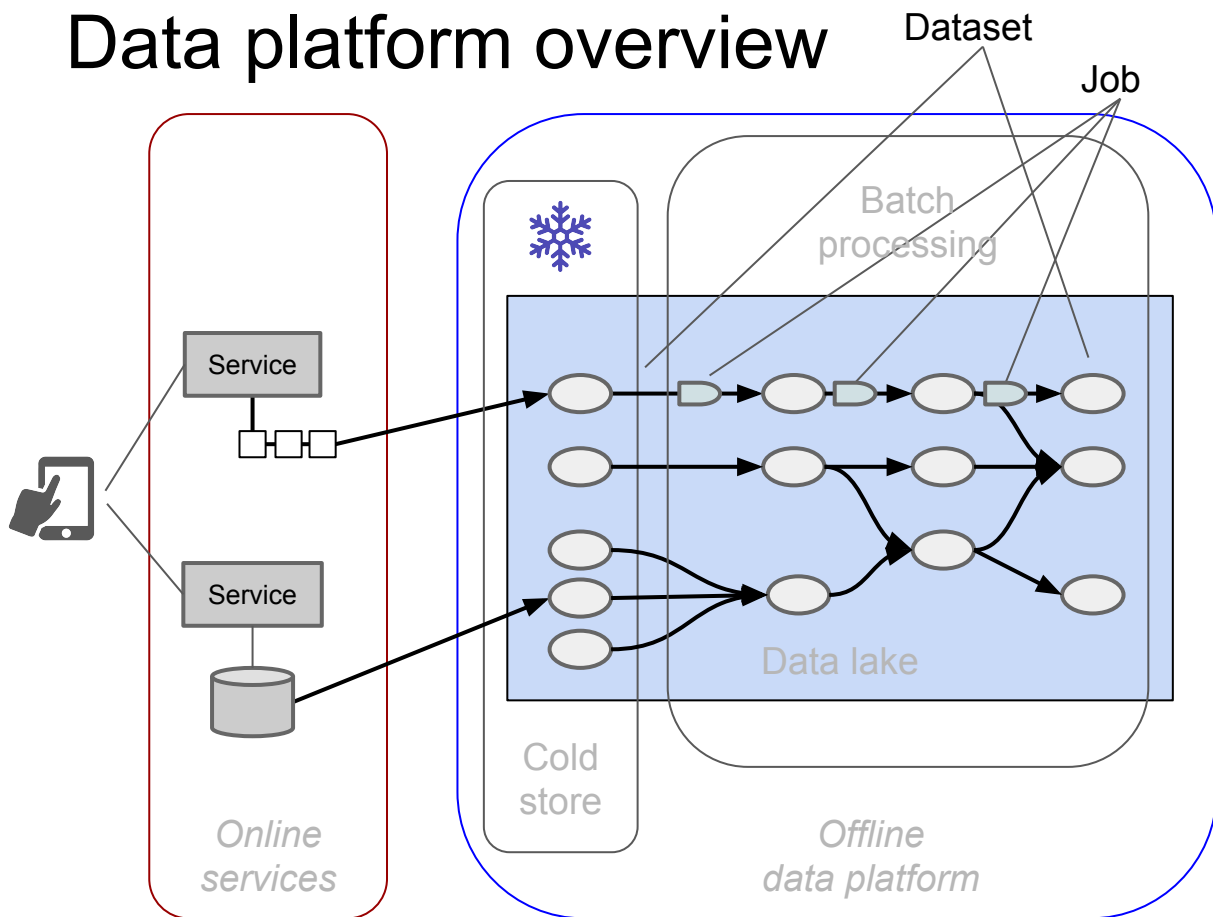 Data platform overview
Dataset
Job
Batch
processing
Service
Service
Data lake
Cold
store
Online
services
Offline
data platform